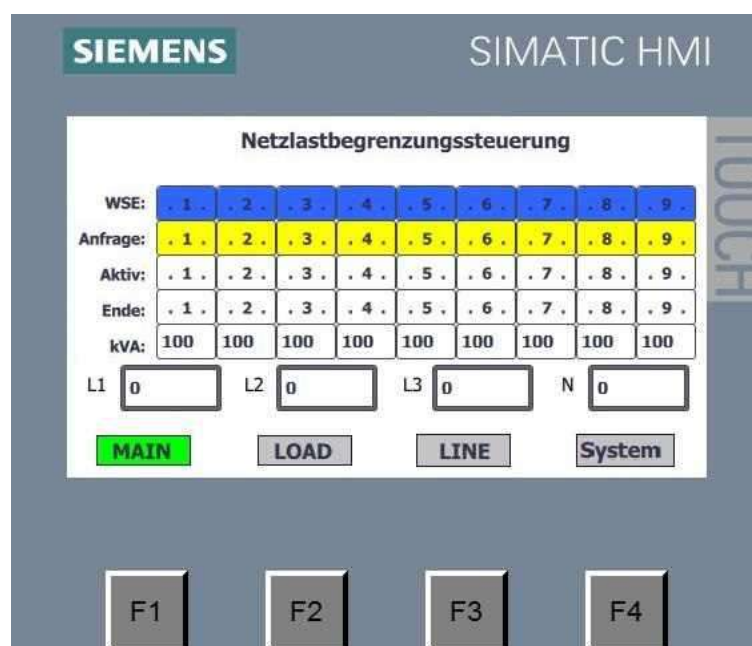 SIEMENS SIMATIC HMI
TOUCH
Netzlastbegrenzungssteuerung
WSE: . 1 . . 2 . . 3 . . 4 . . 5 . . 6 . . 7 . . 8 . . 9 .
Anfrage: . 1 . . 2 . . 3 . . 4 . . 5 . . 6 . . 7 . . 8 . . 9 .
Aktiv: . 1 . . 2 . . 3 . . 4 . . 5 . . 6 . . 7 . . 8 . . 9 .
Ende: . 1 . . 2 . . 3 . . 4 . . 5 . . 6 . . 7 . . 8 . . 9 .
kVA: 100 100 100 100 100 100 100 100 100
L1 0 L2 0 L3 0 N 0
MAIN LOAD LINE System
F1 F2 F3 F4